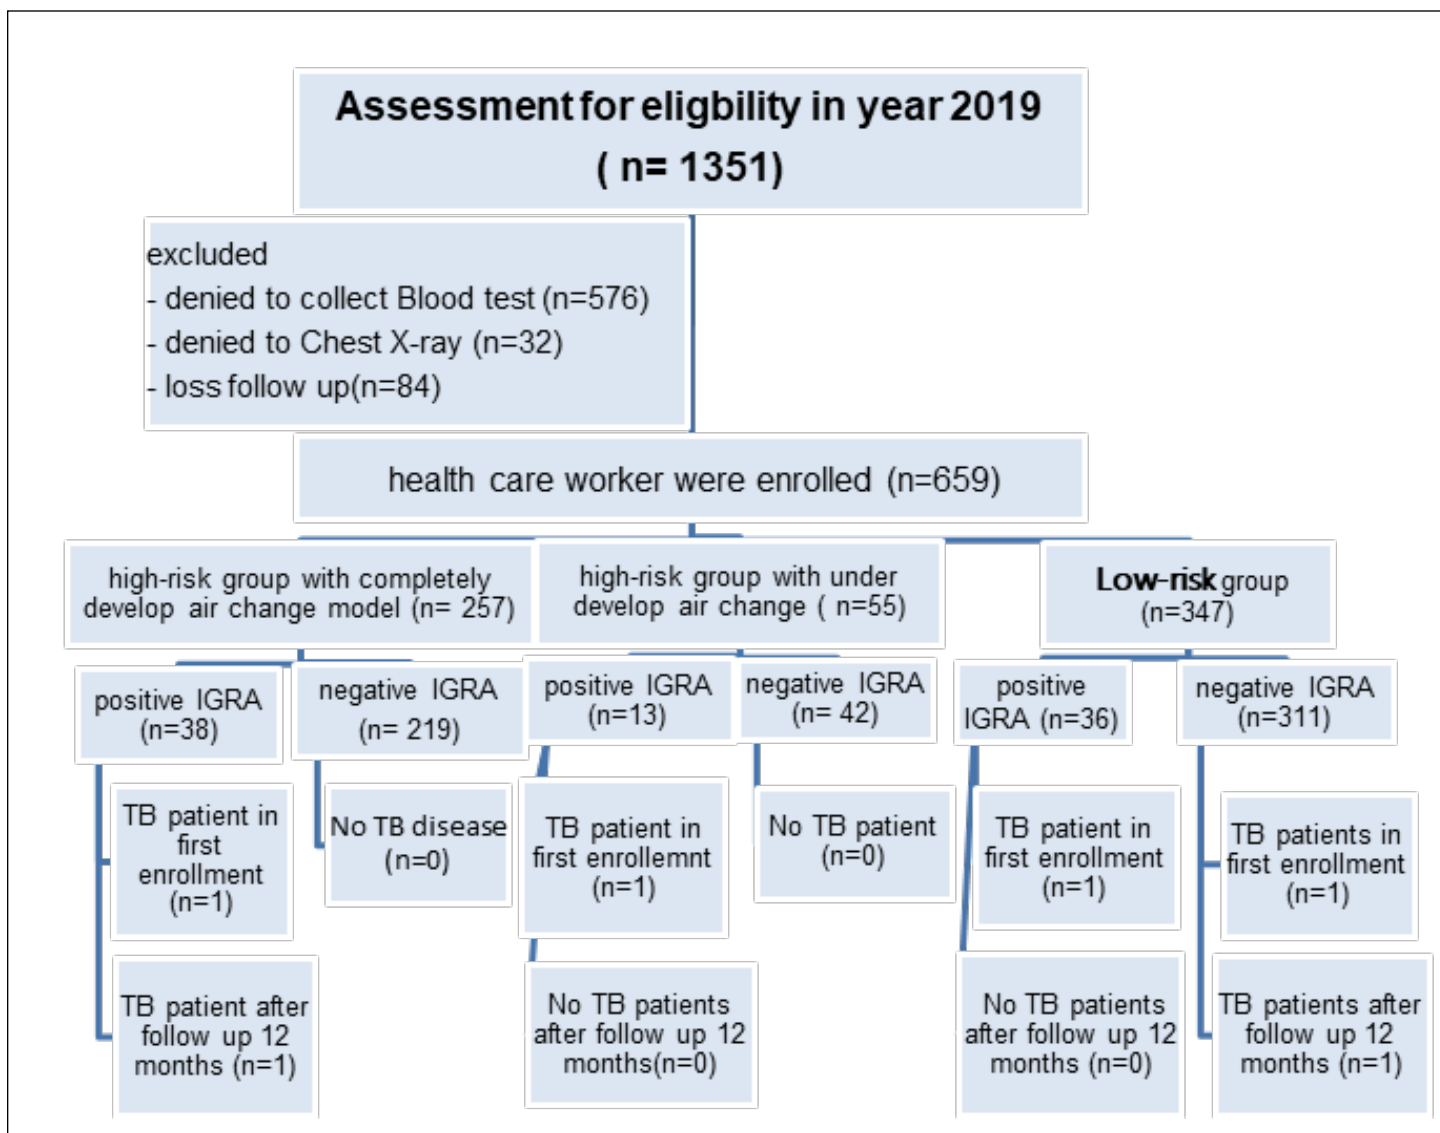 Assessment for eligbility in year 2019
( n= 1351)
excluded
- denied to collect Blood test (n=576)
- denied to Chest X-ray (n=32)
- loss follow up(n=84)
health care worker were enrolled (n=659)
high-risk group with completely
develop air change model (n= 257)
high-risk group with under
develop air change ( n=55)
Low-risk group
(n=347)
positive IGRA
(n=38)
negative IGRA
(n= 219)
positive IGRA
(n=13)
negative IGRA
(n= 42)
positive
IGRA (n=36)
negative IGRA
(n=311)
TB patient in
first
enrollment
(n=1)
No TB disease
(n=0)
TB patient in
first enrollemnt
(n=1)
No TB patient
(n=0)
TB patient in
first enrollment
(n=1)
TB patients in
first enrollment
(n=1)
TB patient after
follow up 12
months (n=1)
No TB patients
after follow up 12
months(n=0)
No TB patients
after follow up 12
months (n=0)
TB patients after
follow up 12
months (n=1)